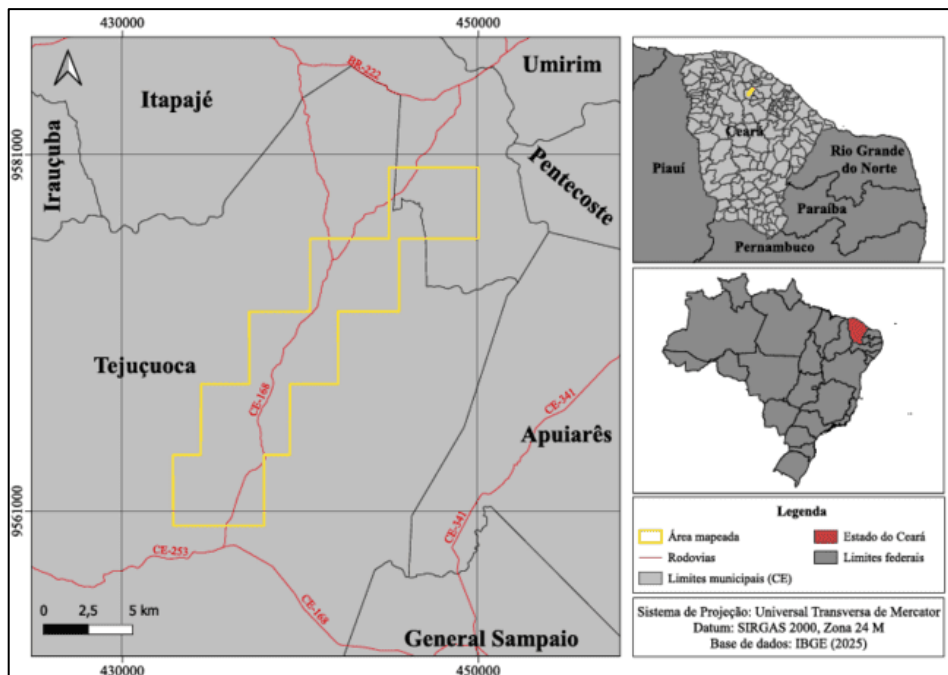 430000
450000
BR-222
Umirim
Itapajé
Irauçuba
Pentecoste
9581000
Tejuçuoca
CE-168
CE-341
Apuiarês
9561000
CE-341
CE-253
CE-168
0 2,5 5 km
General Sampaio
430000
450000
Ceará
Piauí
Rio Grande
do Norte
Paraíba
Pernambuco
Legenda
Área mapeada
Estado do Ceará
Rodovias
Limites federais
Limites municipais (CE)
Sistema de Projeção: Universal Transversa de Mercator
Datum: SIRGAS 2000, Zona 24 M
Base de dados: IBGE (2025)